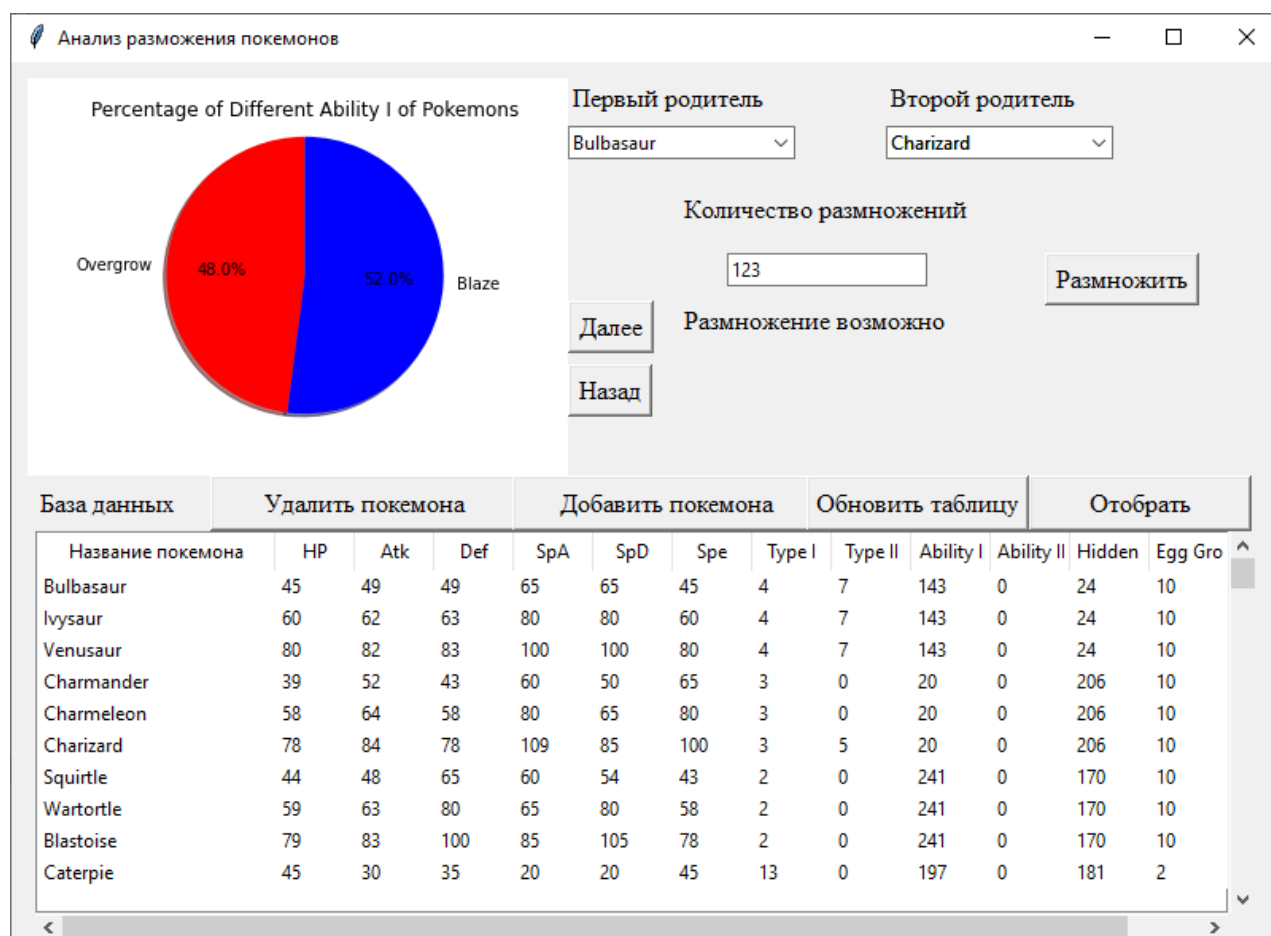 Анализ разможения покемонов
Percentage of Different Ability I of Pokemons
Overgrow
48.0%
52.0%
Blaze
Первый родитель Второй родитель
Bulbasaur Charizard
Количество размножений
123
Размножить
Далее Размножение возможно
Назад
База данных Удалить покемона Добавить покемона Обновить таблицу Отобрать
Название покемона HP Atk Def SpA SpD Spe Type I Type II Ability I Ability II Hidden Egg Gro
Bulbasaur 45 49 49 65 65 45 4 7 143 0 24 10
Ivysaur 60 62 63 80 80 60 4 7 143 0 24 10
Venusaur 80 82 83 100 100 80 4 7 143 0 24 10
Charmander 39 52 43 60 50 65 3 0 20 0 206 10
Charmeleon 58 64 58 80 65 80 3 0 20 0 206 10
Charizard 78 84 78 109 85 100 3 5 20 0 206 10
Squirtle 44 48 65 60 54 43 2 0 241 0 170 10
Wartortle 59 63 80 65 80 58 2 0 241 0 170 10
Blastoise 79 83 100 85 105 78 2 0 241 0 170 10
Caterpie 45 30 35 20 20 45 13 0 197 0 181 2